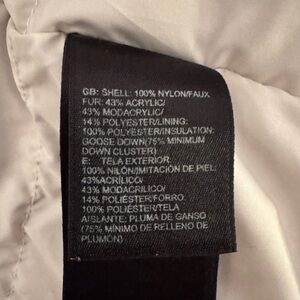 GB: SHELL: 100% NYLON/FAUX
FUR: 43% ACRYLIC/
43% MODACRYLIC/
14% POLYESTER/LINING:
100% POLYESTER/INSULATION:
GOOSE DOWN(75% MINIMUM
DOWN CLUSTER)
E: TELA EXTERIOR:
100% NILÓN/IMITACIÓN DE PIEL:
43%ACRÍLICO/
43% MODACRÍLICO/
14% POLIÉSTER/FORRO:
100% POLIÉSTER/TELA
AISLANTE: PLUMA DE GANSO
(75% MÍNIMO DE RELLENO DE
PLUMÓN)